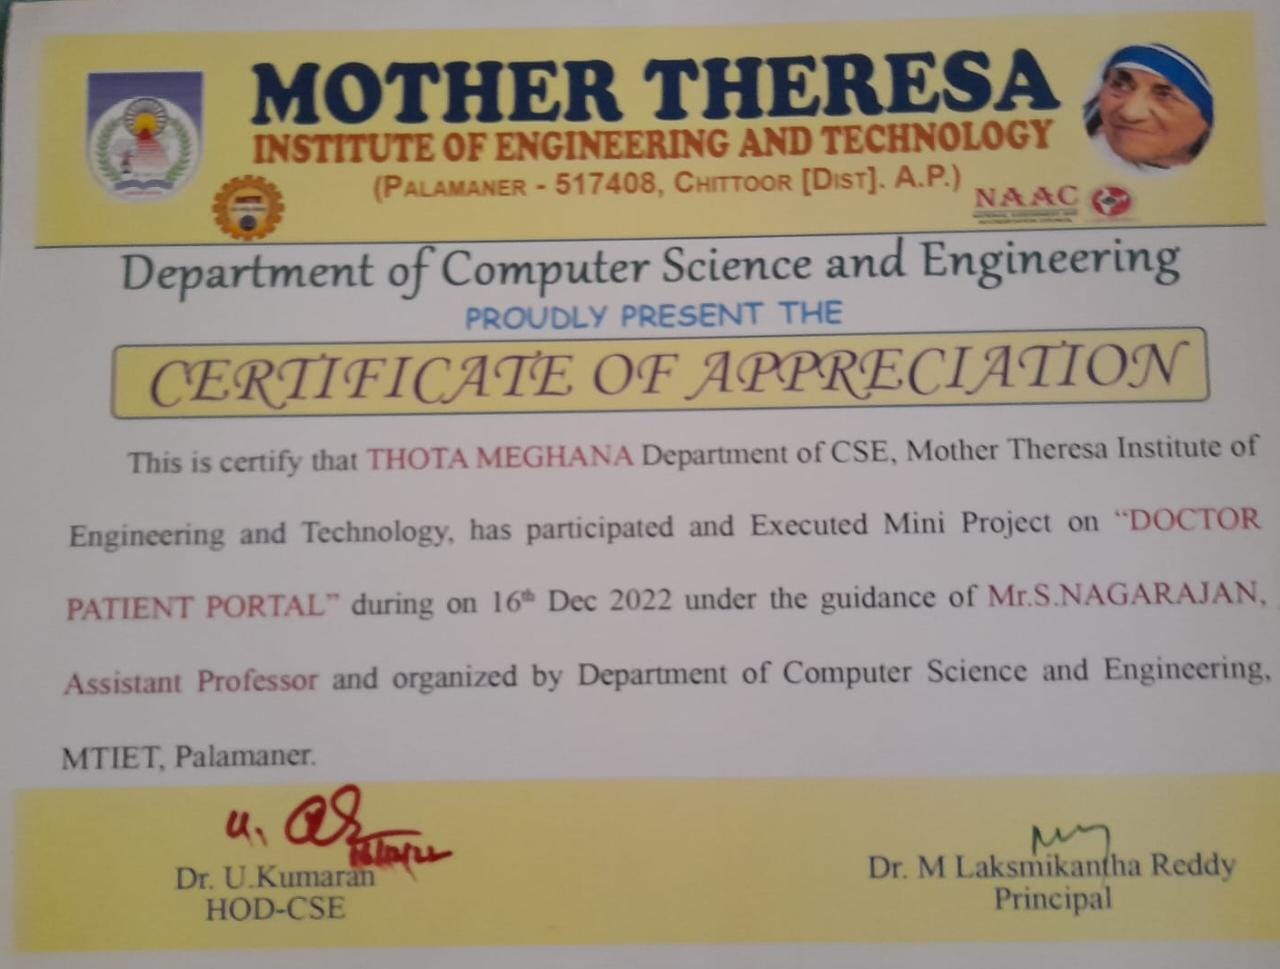 MOTHER THERESA
INSTITUTE OF ENGINEERING AND TECHNOLOGY
(PALAMANER - 517408, CHITTOOR [DIST]. A.P.)
NAAC
Department of Computer Science and Engineering
PROUDLY PRESENT THE
CERTIFICATE OF APPRECIATION
This is certify that THOTA MEGHANA Department of CSE, Mother Theresa Institute of
Engineering and Technology, has participated and Executed Mini Project on “DOCTOR
PATIENT PORTAL” during on 16th Dec 2022 under the guidance of Mr.S.NAGARAJAN,
Assistant Professor and organized by Department of Computer Science and Engineering,
MTIET, Palamaner.
16/12/22
Dr. U.Kumaran
HOD-CSE
Dr. M Laksmikantha Reddy
Principal